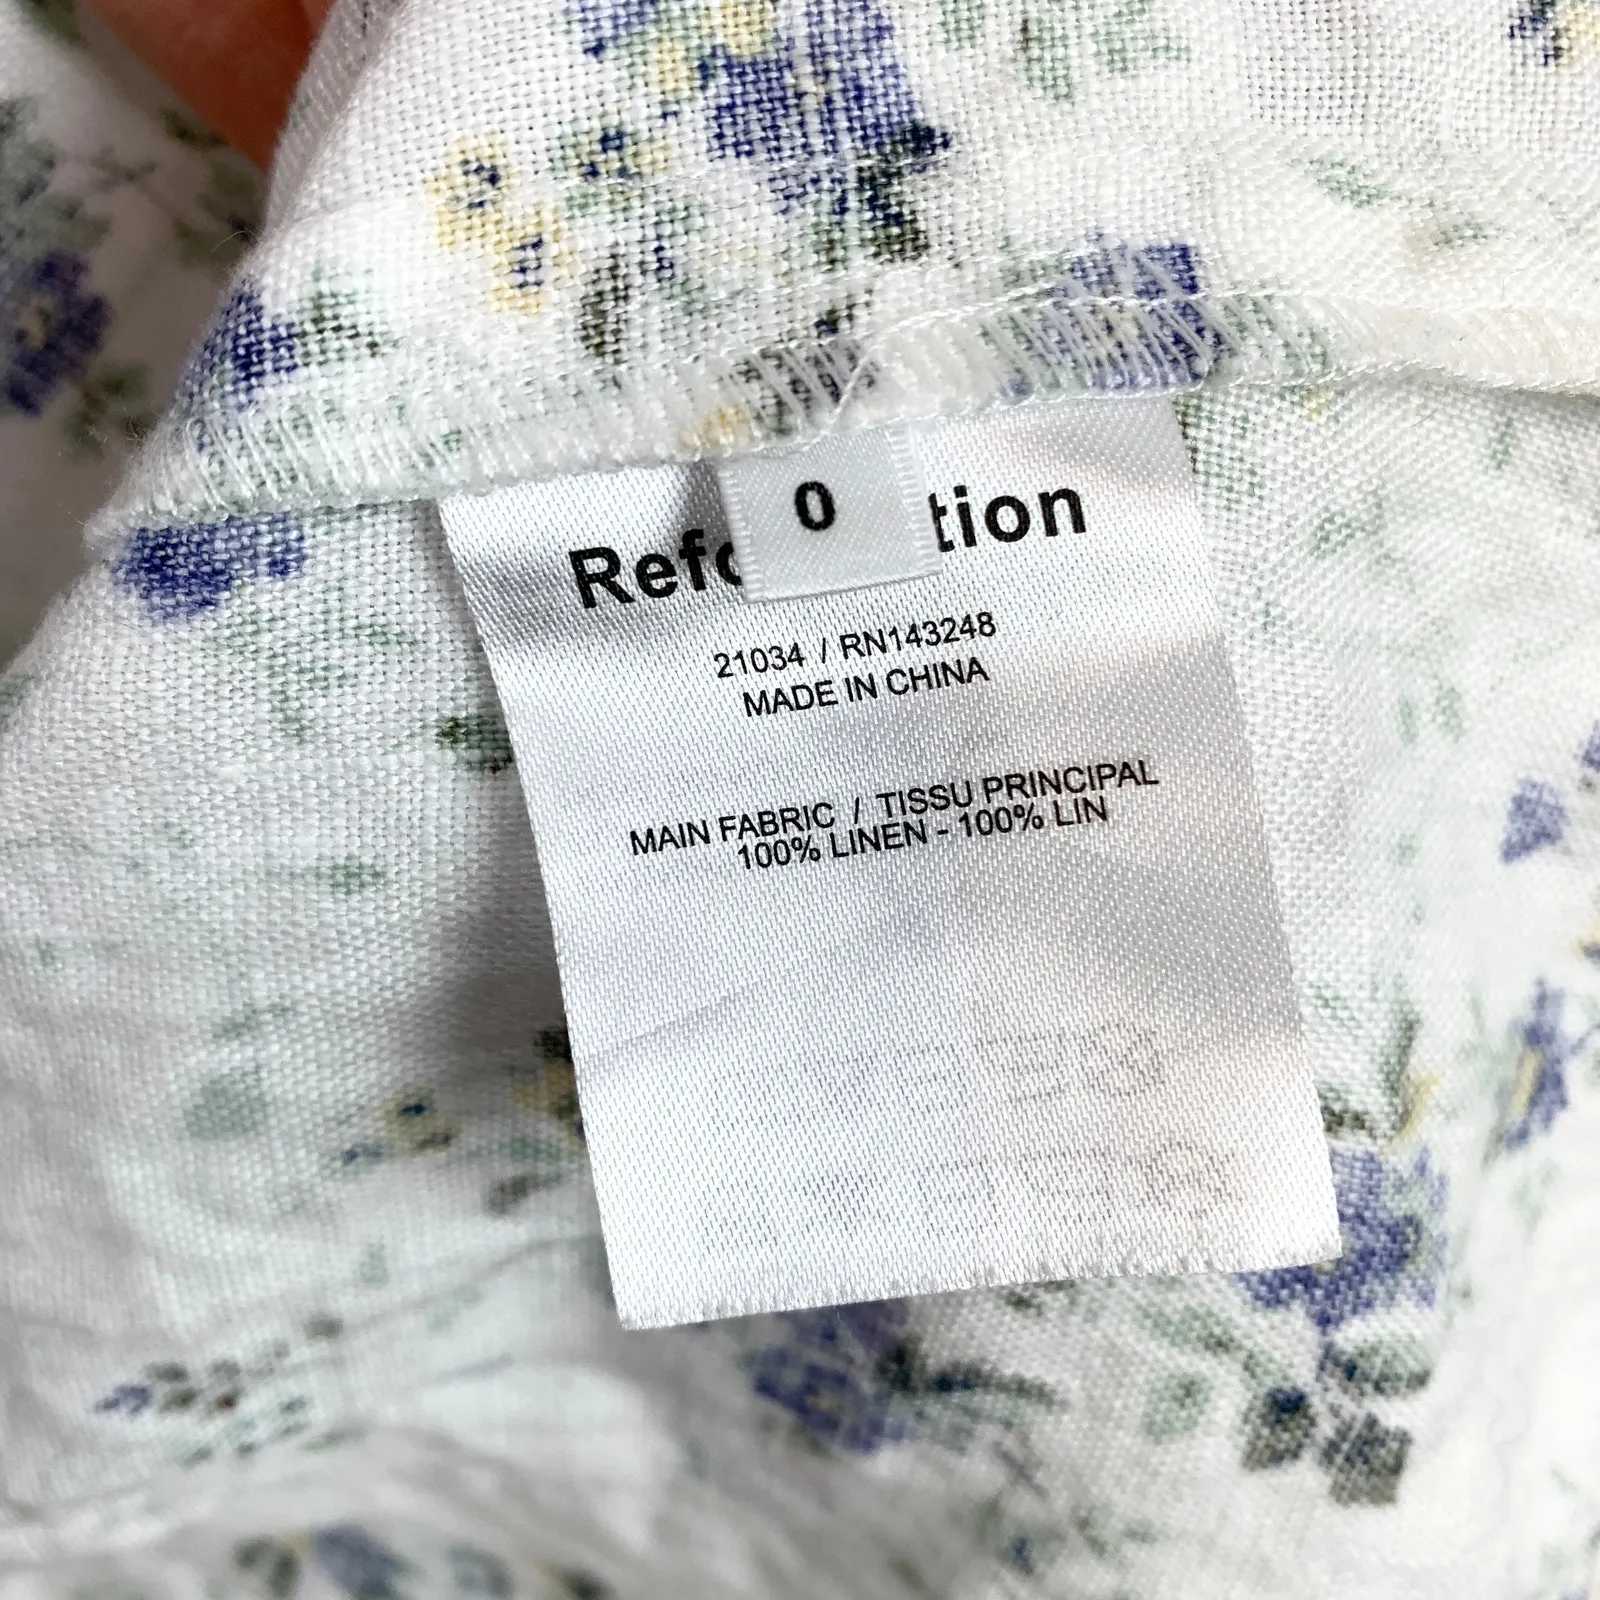 0
Refo tion
21034 / RN143248
MADE IN CHINA
MAIN FABRIC / TISSU PRINCIPAL
100% LINEN - 100% LIN